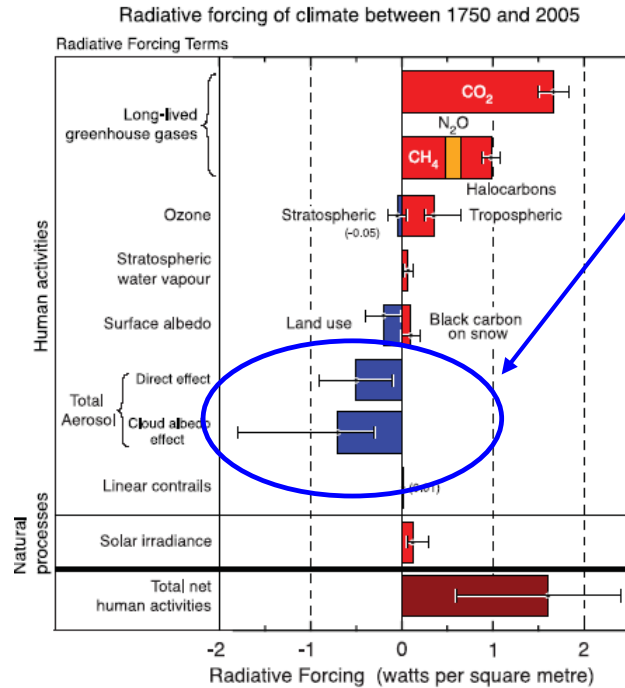 Radiative forcing of climate between 1750 and 2005
Radiative Forcing Terms
Human activities
Natural
processes
Long-lived
greenhouse gases
CO2
N2O
CH4
Halocarbons
Ozone
Stratospheric
(-0.05)
Tropospheric
Stratospheric
water vapour
Surface albedo
Land use
Black carbon
on snow
Total
Aerosol
Direct effect
Cloud albedo
effect
Linear contrails
(0.01)
Solar irradiance
Total net
human activities
-2 -1 0 1 2
Radiative Forcing (watts per square metre)